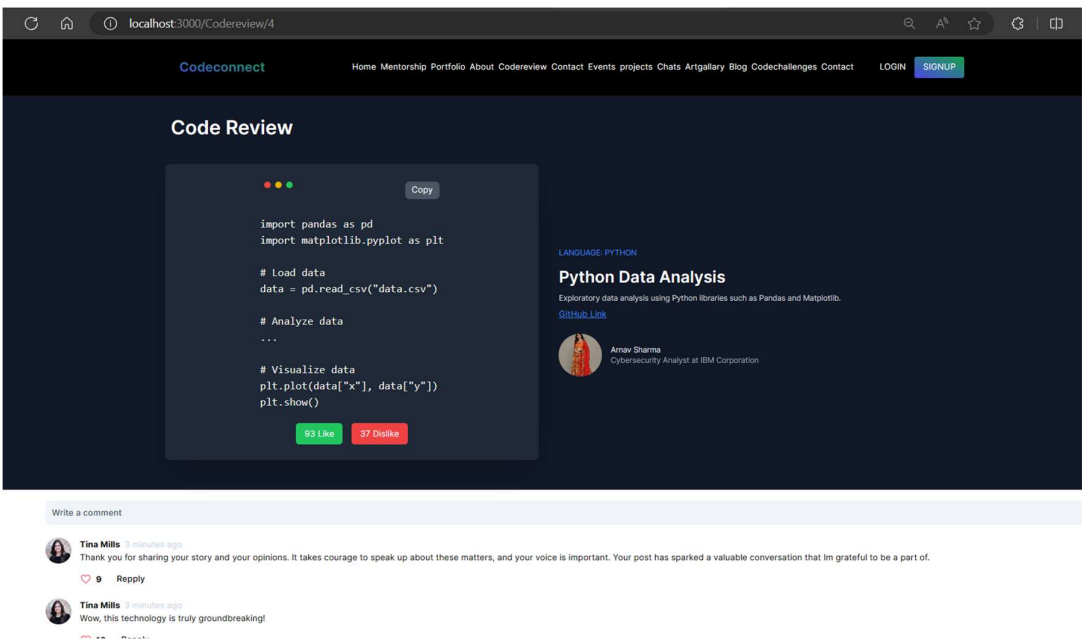 localhost:3000/Codereview/4
Codeconnect
Home Mentorship Portfolio About Codereview Contact Events projects Chats Artgallary Blog Codechallenges Contact
LOGIN
SIGNUP
Code Review
Copy
import pandas as pd
import matplotlib.pyplot as plt
# Load data
data = pd.read_csv("data.csv")
# Analyze data
...
# Visualize data
plt.plot(data["x"], data["y"])
plt.show()
93 Like
37 Dislike
LANGUAGE: PYTHON
Python Data Analysis
Exploratory data analysis using Python libraries such as Pandas and Matplotlib.
GitHub Link
Arnav Sharma
Cybersecurity Analyst at IBM Corporation
Write a comment
Tina Mills 3 minutes ago
Thank you for sharing your story and your opinions. It takes courage to speak up about these matters, and your voice is important. Your post has sparked a valuable conversation that Im grateful to be a part of.
9 Repply
Tina Mills 3 minutes ago
Wow, this technology is truly groundbreaking!